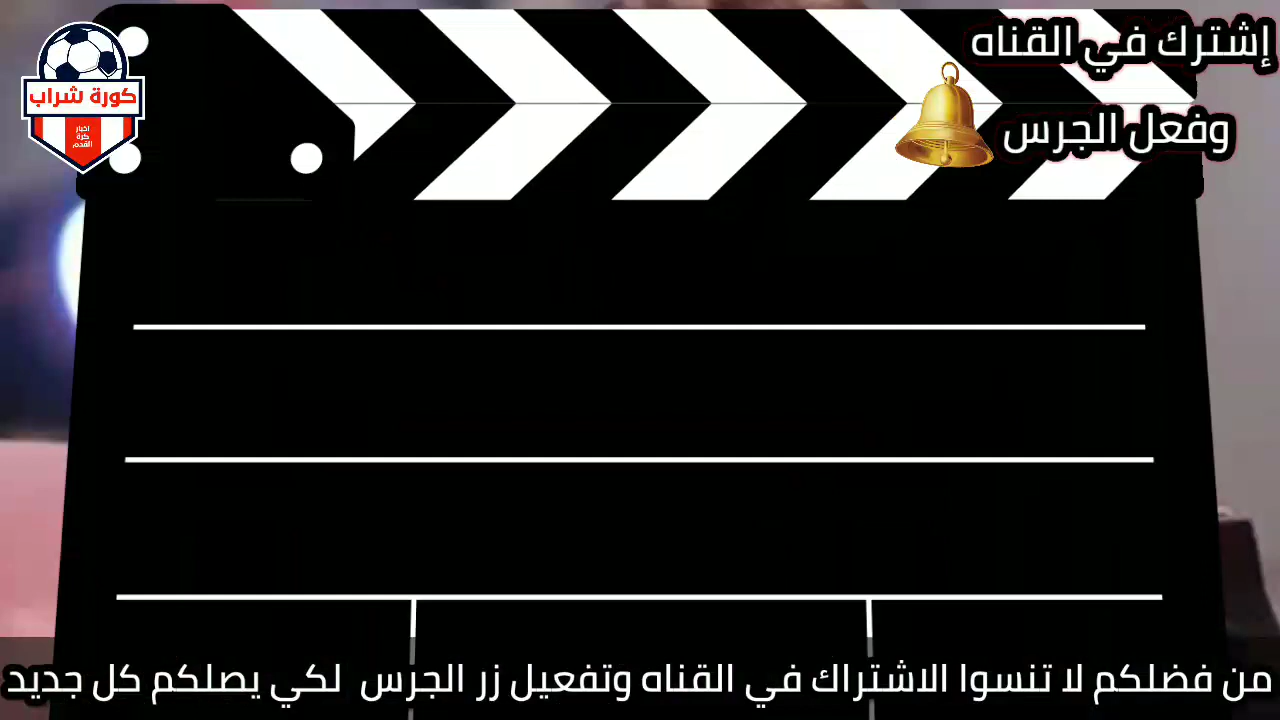 إشترك في القناه
وفعل الجرس
كورة شراب
اخبار
كرة
القدم
من فضلكم لا تنسوا الاشتراك في القناه وتفعيل زر الجرس لكي يصلكم كل جديد